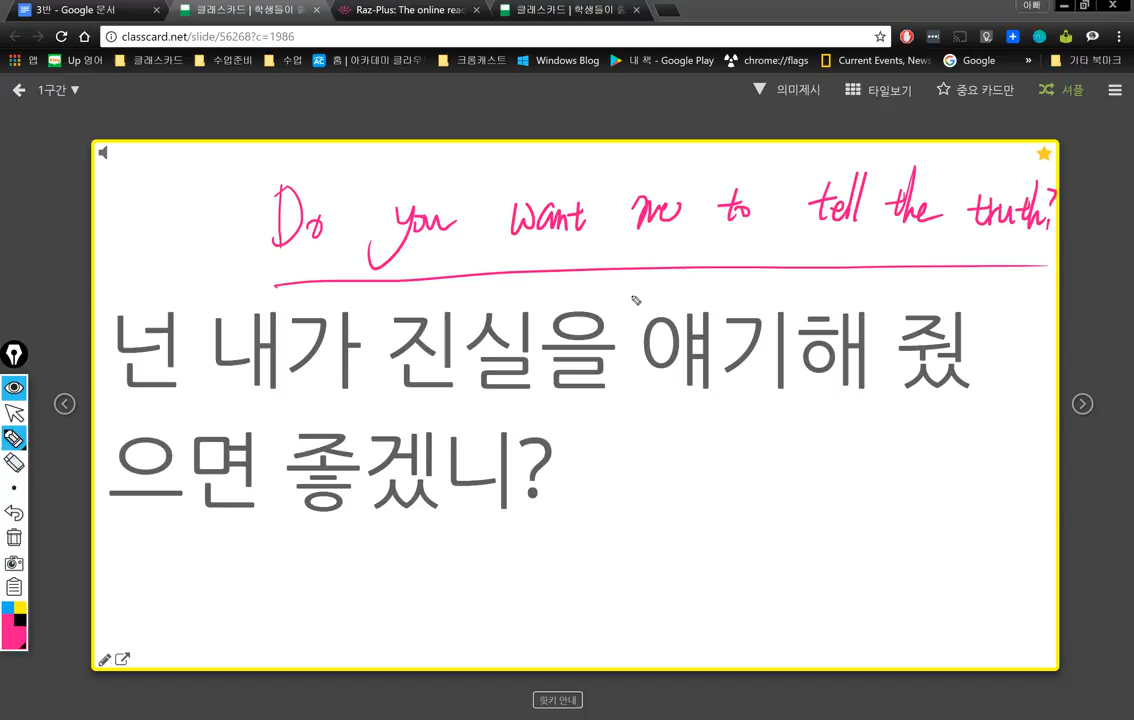 3반 - Google 문서
클래스카드 | 학생들이
Raz-Plus: The online rea
클래스카드 | 학생들이
아빠
classcard.net/slide/56268?c=1986
앱
Up 영어
클래스카드
수업준비
수업
홈 | 아카데미 클라우
크롬캐스트
Windows Blog
내 책 - Google Play
chrome://flags
Current Events, News
Google
»
기타 북마크
1구간 ▼
의미제시
타일보기
중요 카드만
셔플
Do you want me to tell the truth?
넌 내가 진실을 얘기해 줬
으면 좋겠니?
핫키 안내